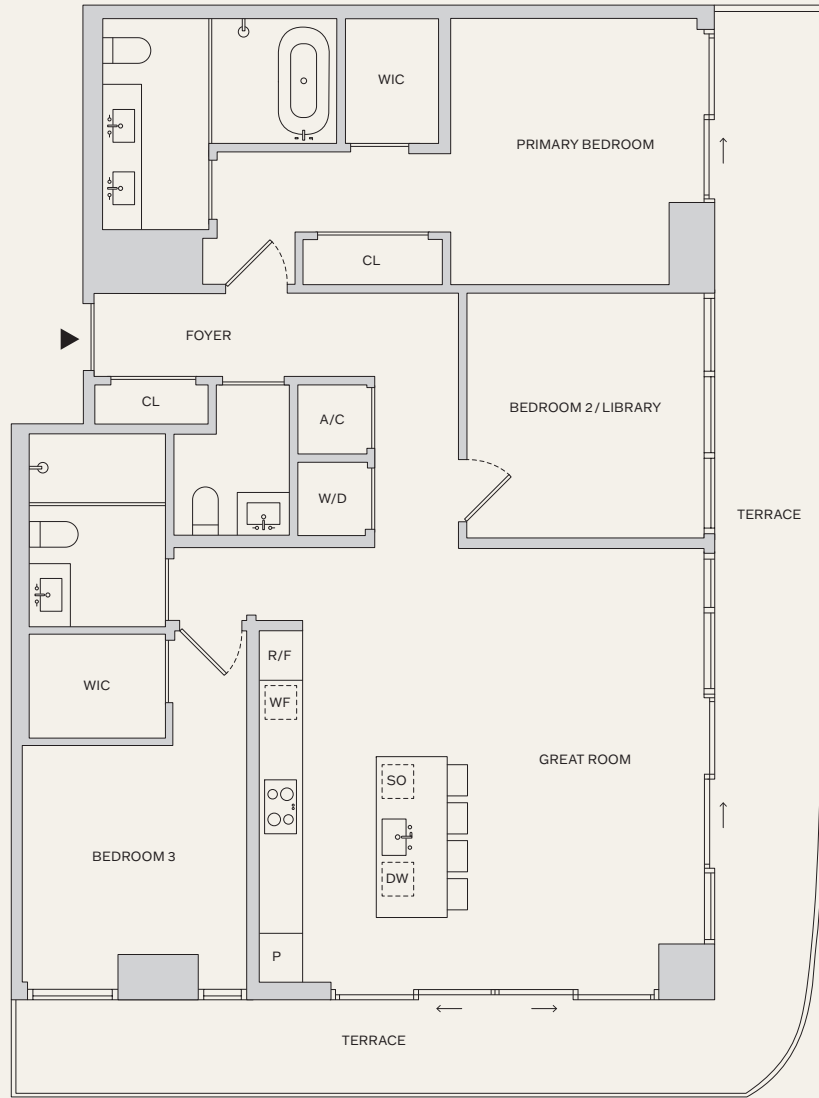 WIC
PRIMARY BEDROOM
CL
FOYER
CL
A/C
BEDROOM 2 / LIBRARY
W/D
TERRACE
R/F
WIC
WF
GREAT ROOM
SO
BEDROOM 3
DW
P
TERRACE